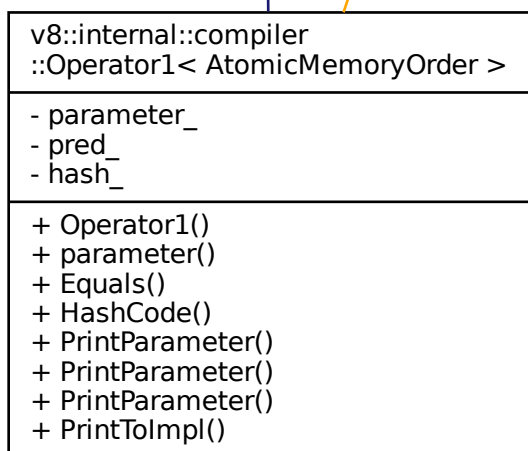 v8::internal::compiler
::Operator1< AtomicMemoryOrder >
- parameter_
- pred_
- hash_
+ Operator1()
+ parameter()
+ Equals()
+ HashCode()
+ PrintParameter()
+ PrintParameter()
+ PrintParameter()
+ PrintToImpl()